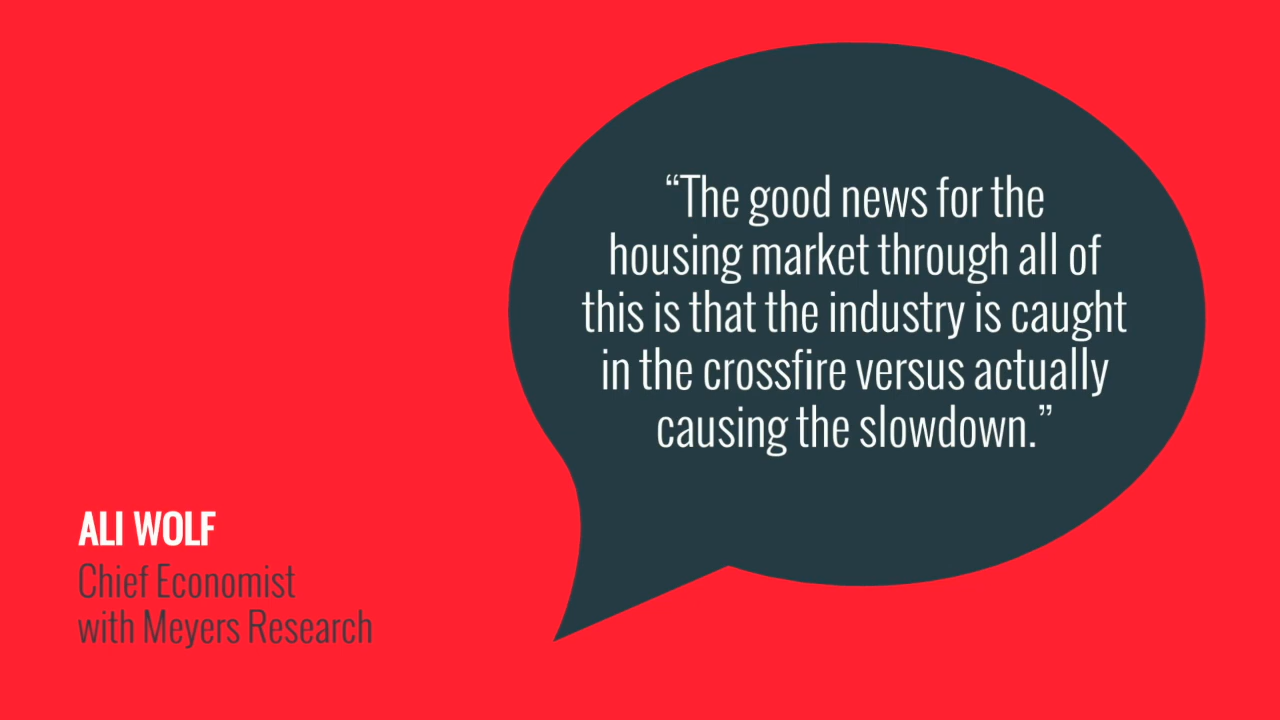 “The good news for the
housing market through all of
this is that the industry is caught
in the crossfire versus actually
causing the slowdown.”
ALI WOLF
Chief Economist
with Meyers Research